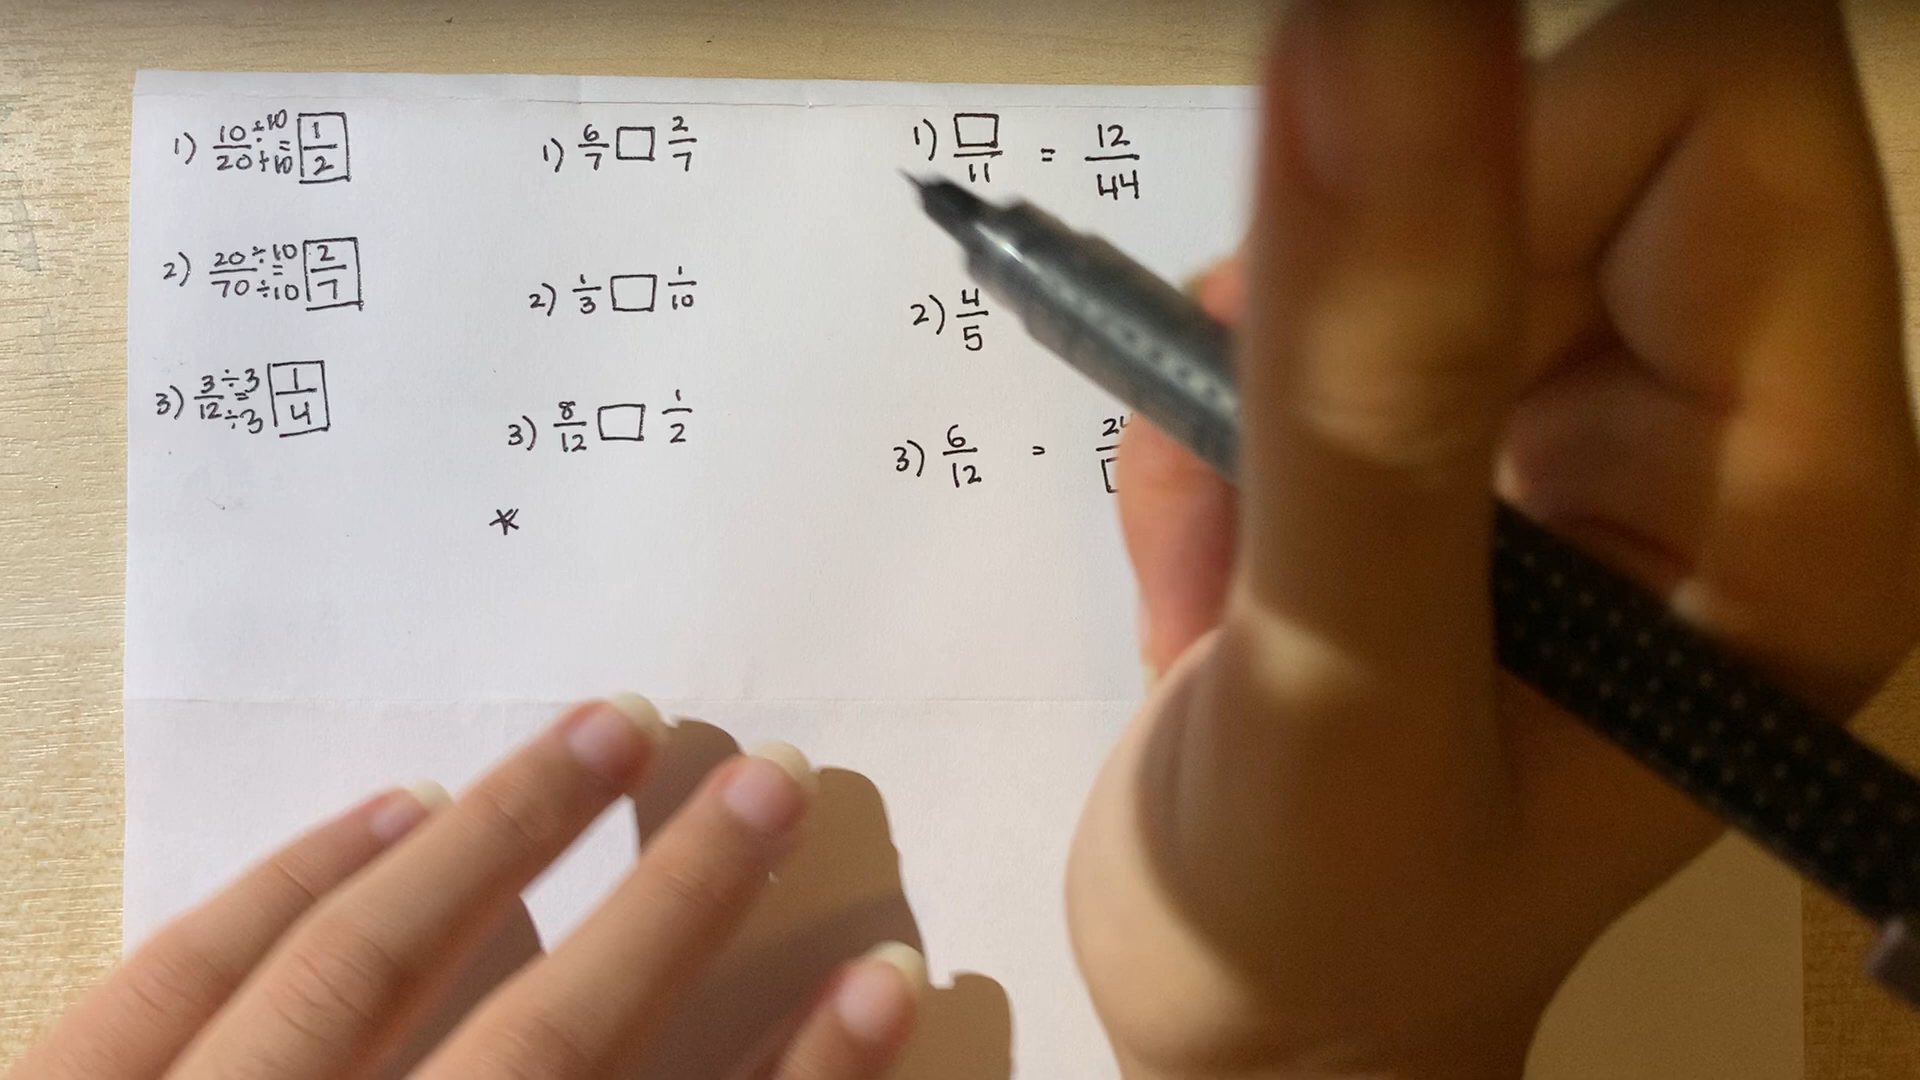 1) 10÷10 / 20÷10 = 1/2
2) 20÷10 / 70÷10 = 2/7
3) 3÷3 / 12÷3 = 1/4
1) 6/7 □ 2/7
2) 1/3 □ 1/10
3) 8/12 □ 1/2
*
1) □/11 = 12/44
2) 4/5
3) 6/12 =